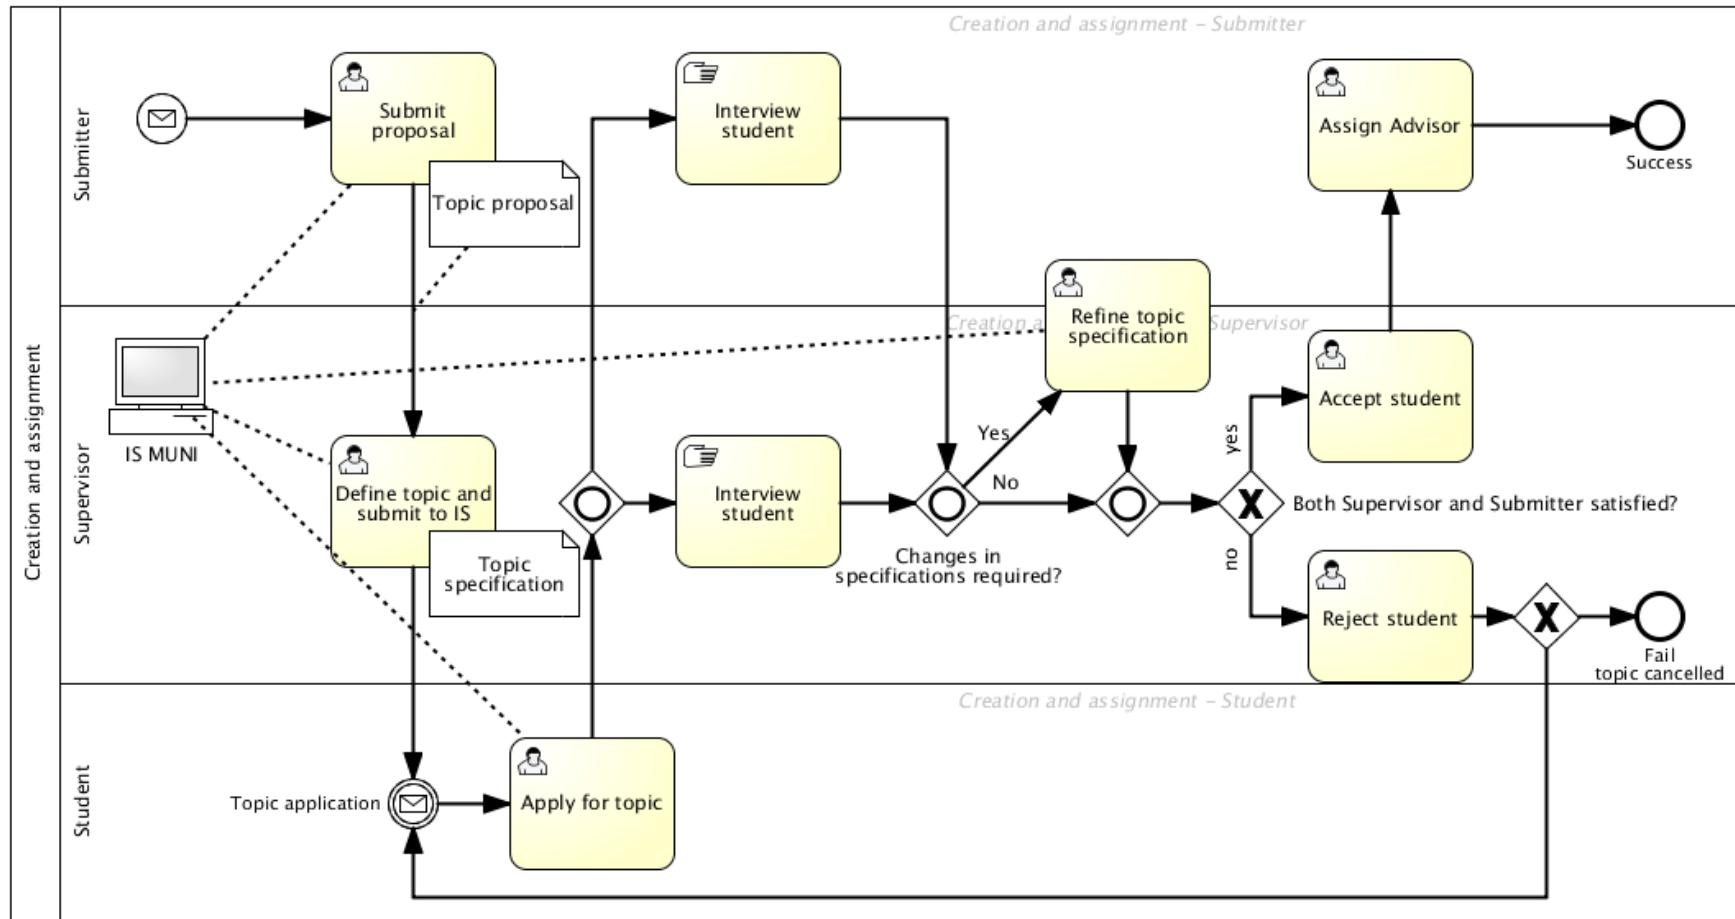 Creation and assignment
Creation and assignment – Submitter
Submitter
Submit
proposal
Topic proposal
Interview
student
Assign Advisor
Success
Creation a
Supervisor
Supervisor
Refine topic
specification
IS MUNI
Define topic and
submit to IS
Topic
specification
Interview
student
Yes
No
Changes in
specifications required?
yes
no
Both Supervisor and Submitter satisfied?
Accept student
Reject student
Fail
topic cancelled
Creation and assignment – Student
Student
Topic application
Apply for topic